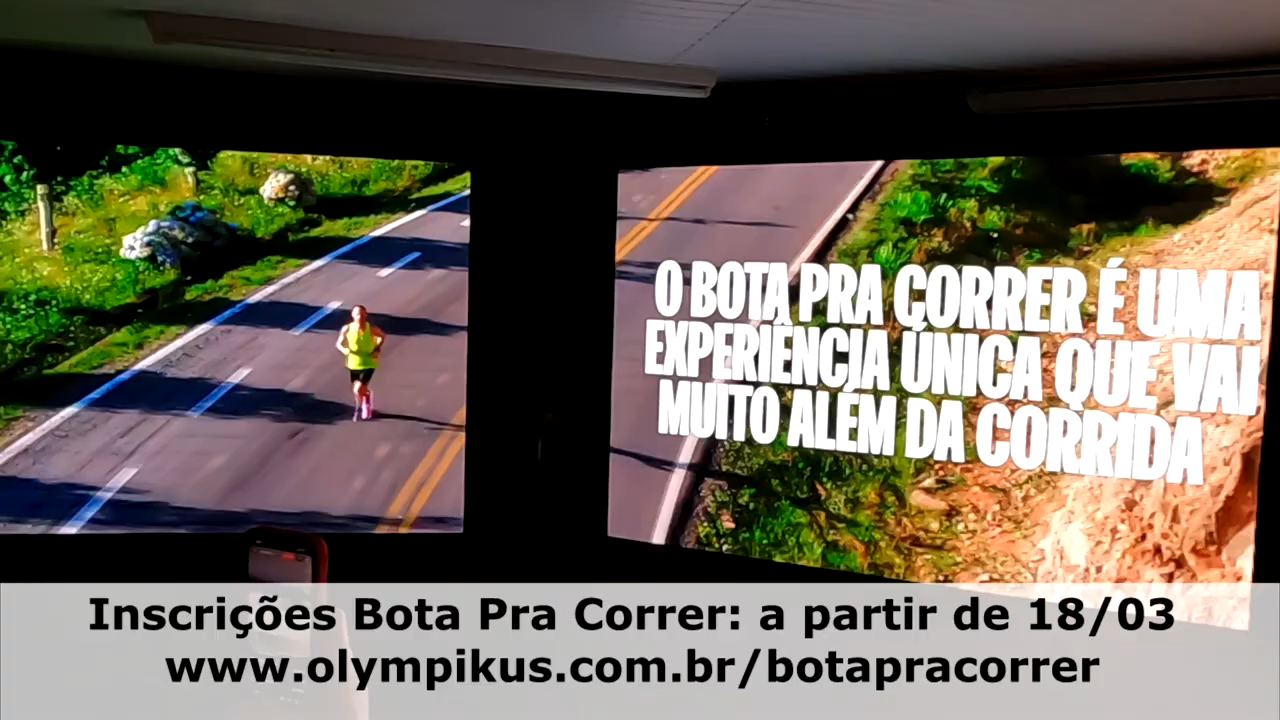 O BOTA PRA CORRER É UMA
EXPERIÊNCIA ÚNICA QUE VAI
MUITO ALÉM DA CORRIDA
Inscrições Bota Pra Correr: a partir de 18/03
www.olympikus.com.br/botapracorrer